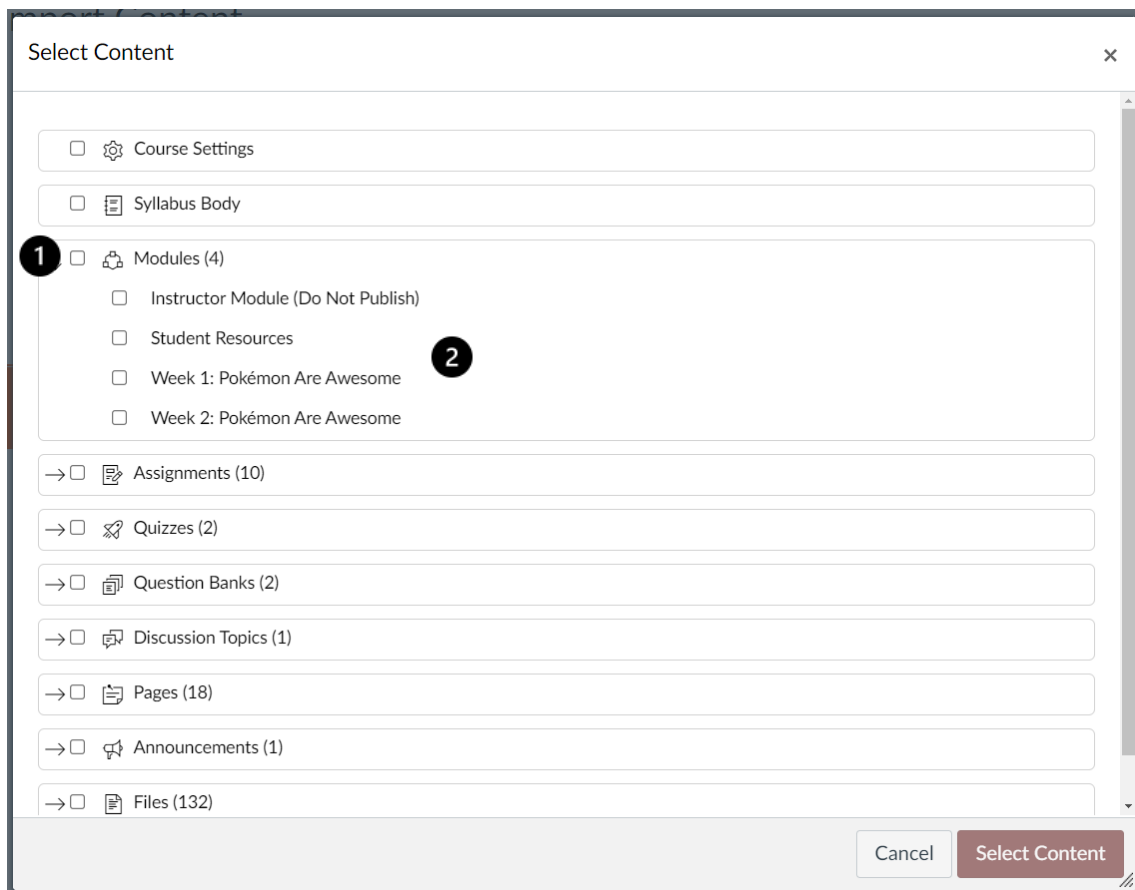 mport Content
Select Content
×
Course Settings
Syllabus Body
1
Modules (4)
Instructor Module (Do Not Publish)
Student Resources
2
Week 1: Pokémon Are Awesome
Week 2: Pokémon Are Awesome
Assignments (10)
Quizzes (2)
Question Banks (2)
Discussion Topics (1)
Pages (18)
Announcements (1)
Files (132)
Cancel
Select Content